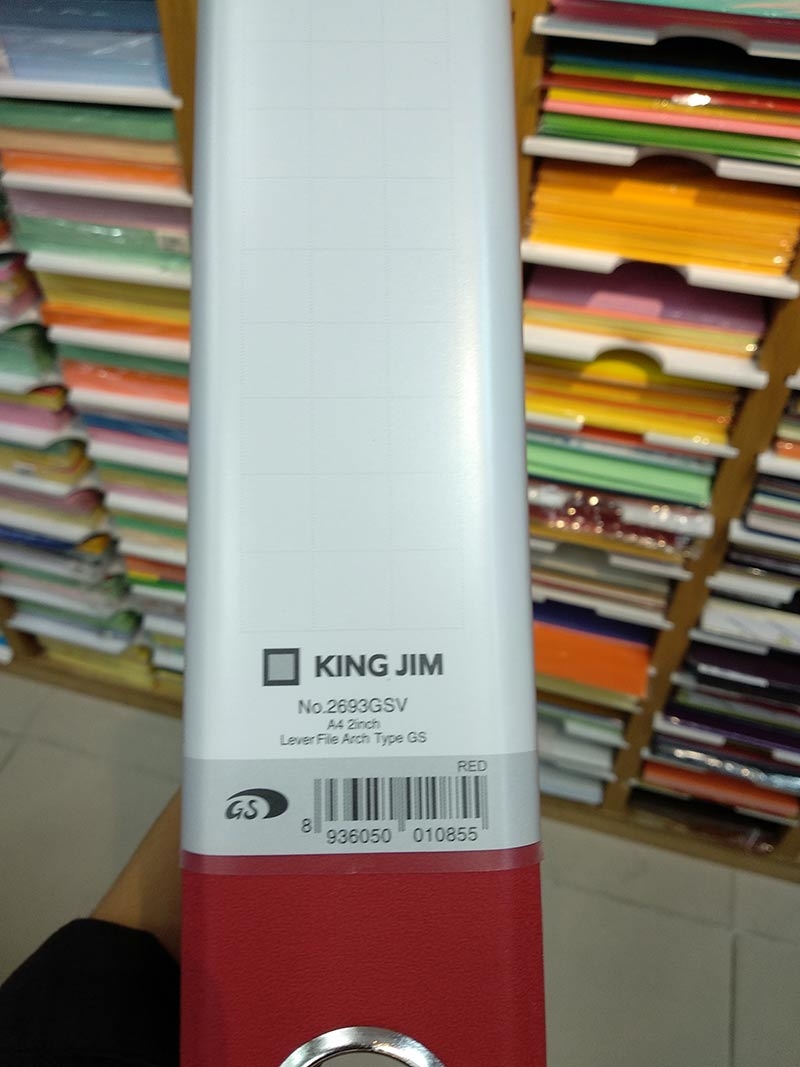 KING JIM
No.2693GSV
A4 2inch
Lever File Arch Type GS
RED
GS
8 936050 010855